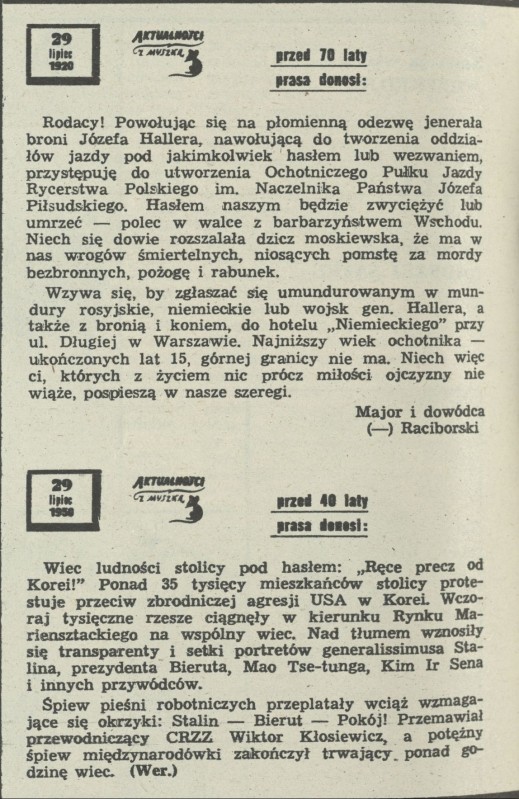 29
lipiec
1920
AKTUALNOŚCI
Z MYSZKĄ
przed 70 laty
prasa donosi:
Rodacy! Powołując się na płomienną odezwę jenerała
broni Józefa Hallera, nawołującą do tworzenia oddzia-
łów jazdy pod jakimkolwiek hasłem lub wezwaniem,
przystępuję do utworzenia Ochotniczego Pułku Jazdy
Rycerstwa Polskiego im. Naczelnika Państwa Józefa
Piłsudskiego. Hasłem naszym będzie zwyciężyć lub
umrzeć — polec w walce z barbarzyństwem Wschodu.
Niech się dowie rozszalała dzicz moskiewska, że ma w
nas wrogów śmiertelnych, niosących pomstę za mordy
bezbronnych, pożogę i rabunek.
Wzywa się, by zgłaszać się umundurowanym w mun-
dury rosyjskie, niemieckie lub wojsk gen. Hallera, a
także z bronią i koniem, do hotelu „Niemieckiego” przy
ul. Długiej w Warszawie. Najniższy wiek ochotnika —
ukończonych lat 15, górnej granicy nie ma. Niech więc
ci, których z życiem nic prócz miłości ojczyzny nie
wiąże, pospieszą w nasze szeregi.
Major i dowódca
(—) Raciborski
29
lipiec
1950
AKTUALNOŚCI
Z MYSZKĄ
przed 40 laty
prasa donosi:
Wiec ludności stolicy pod hasłem: „Ręce precz od
Korei!” Ponad 35 tysięcy mieszkańców stolicy prote-
stuje przeciw zbrodniczej agresji USA w Korei. Wczo-
raj tysięczne rzesze ciągnęły w kierunku Rynku Ma-
riensztackiego na wspólny wiec. Nad tłumem wznosiły
się transparenty i setki portretów generalissimusa Sta-
lina, prezydenta Bieruta, Mao Tse-tunga, Kim Ir Sena
i innych przywódców.
Śpiew pieśni robotniczych przeplatały wciąż wzmaga-
jące się okrzyki: Stalin — Bierut — Pokój! Przemawiał
przewodniczący CRZZ Wiktor Kłosiewicz, a potężny
śpiew międzynarodówki zakończył trwający ponad go-
dzinę wiec. (Wer.)